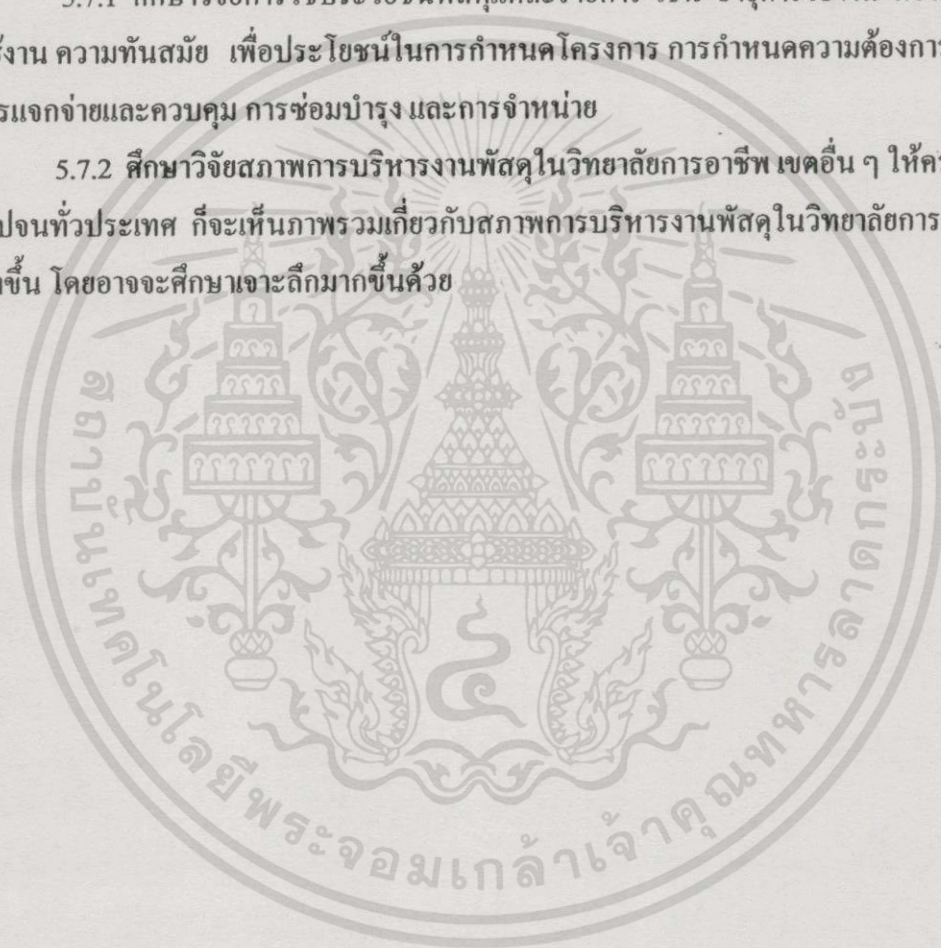 5.7.1
ช้งาน ความทันสมัย เพื่อประโยชน์ในการกำหนดโครงการ การกำหนดความต้องกา
รแจกจ่ายและควบคุม การซ่อมบำรุง และการจำหน่าย
5.7.2 ศึกษาวิจัยสภาพการบริหารงานพัสดุในวิทยาลัยการอาชีพ เขตอื่น ๆ ให้ค
ปจนทั่วประเทศ ก็จะเห็นภาพรวมเกี่ยวกับสภาพการบริหารงานพัสดุในวิทยาลัยการ
ขึ้น โดยอาจจะศึกษาเจาะลึกมากขึ้นด้วย
สถาบันเทคโนโลยีพระจอมเกล้าเจ้าคุณทหารลาดกระบัง